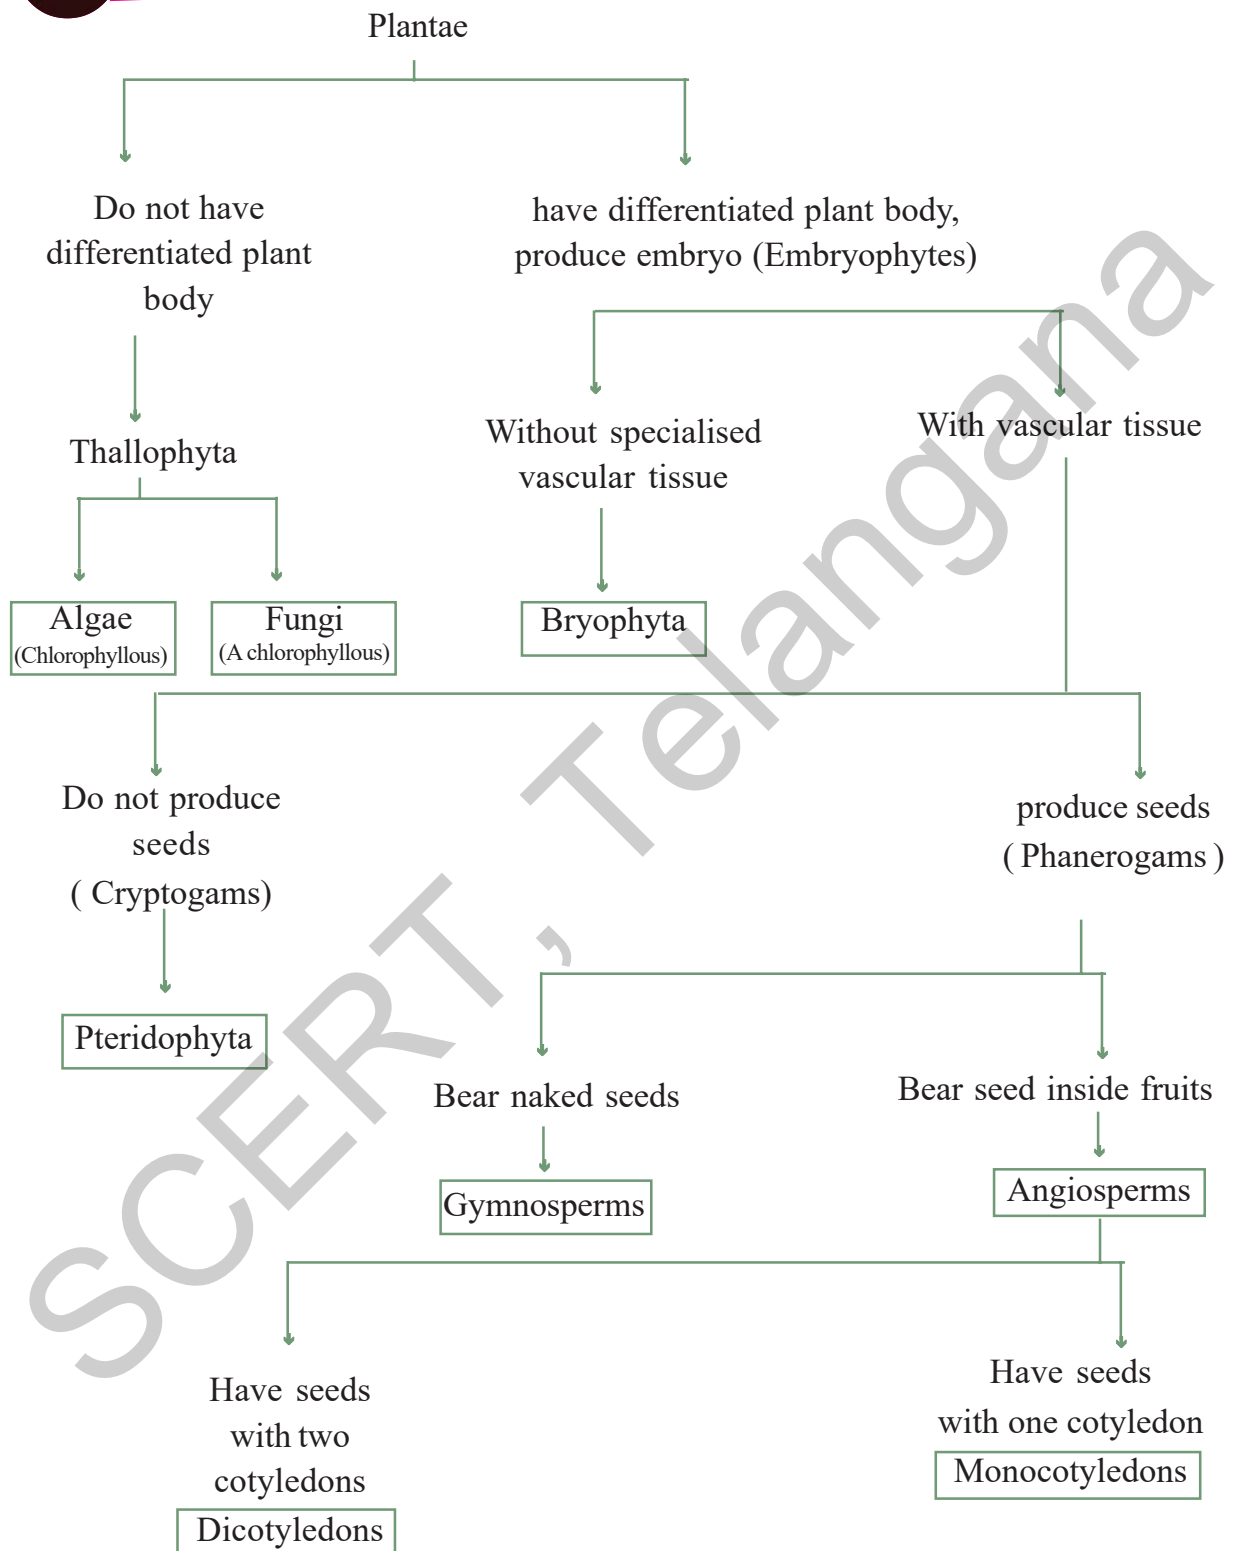 Plantae
Do not have
differentiated plant
body
have differentiated plant body,
produce embryo (Embryophytes)
Thallophyta
Without specialised
vascular tissue
With vascular tissue
Algae
(Chlorophyllous)
Fungi
(A chlorophyllous)
Bryophyta
Do not produce
seeds
( Cryptogams)
produce seeds
( Phanerogams )
Pteridophyta
Bear naked seeds
Bear seed inside fruits
Gymnosperms
Angiosperms
Have seeds
with two
cotyledons
Dicotyledons
Have seeds
with one cotyledon
Monocotyledons
SCERT, Telangana